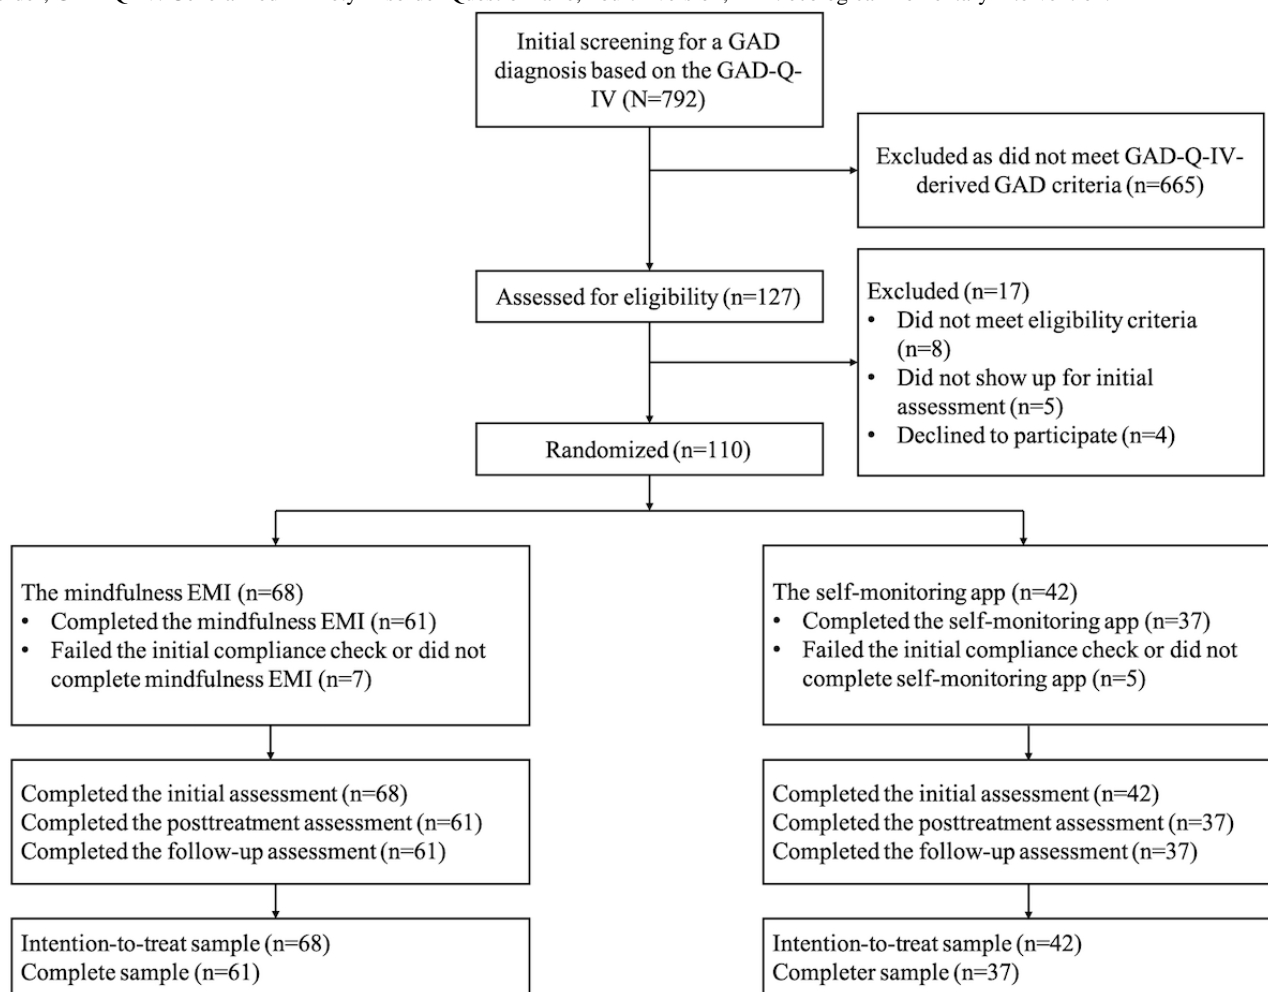 Initial screening for a GAD
diagnosis based on the GAD-Q-
IV (N=792)
Excluded as did not meet GAD-Q-IV-
derived GAD criteria (n=665)
Assessed for eligibility (n=127)
Excluded (n=17)
• Did not meet eligibility criteria
(n=8)
• Did not show up for initial
assessment (n=5)
• Declined to participate (n=4)
Randomized (n=110)
The mindfulness EMI (n=68)
• Completed the mindfulness EMI (n=61)
• Failed the initial compliance check or did not
complete mindfulness EMI (n=7)
The self-monitoring app (n=42)
• Completed the self-monitoring app (n=37)
• Failed the initial compliance check or did not
complete self-monitoring app (n=5)
Completed the initial assessment (n=68)
Completed the posttreatment assessment (n=61)
Completed the follow-up assessment (n=61)
Completed the initial assessment (n=42)
Completed the posttreatment assessment (n=37)
Completed the follow-up assessment (n=37)
Intention-to-treat sample (n=68)
Complete sample (n=61)
Intention-to-treat sample (n=42)
Completer sample (n=37)